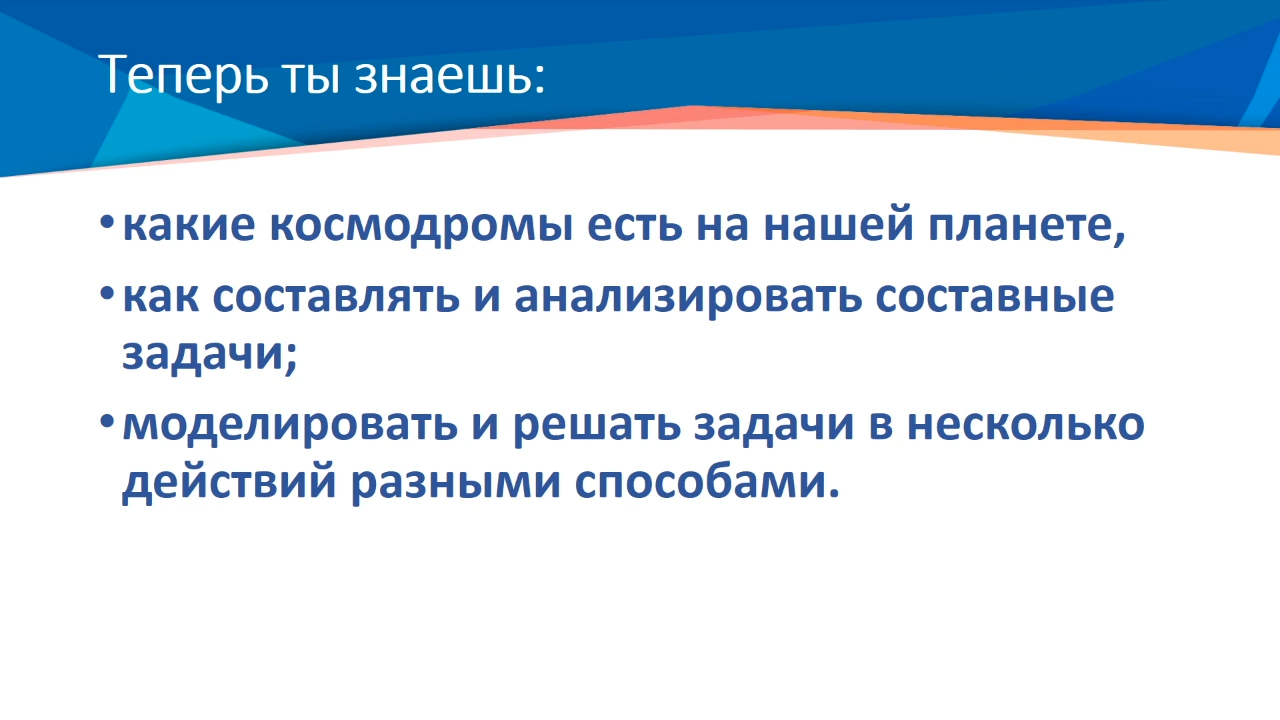 Теперь ты знаешь:
•какие космодромы есть на нашей планете,
•как составлять и анализировать составные
задачи;
•моделировать и решать задачи в несколько
действий разными способами.